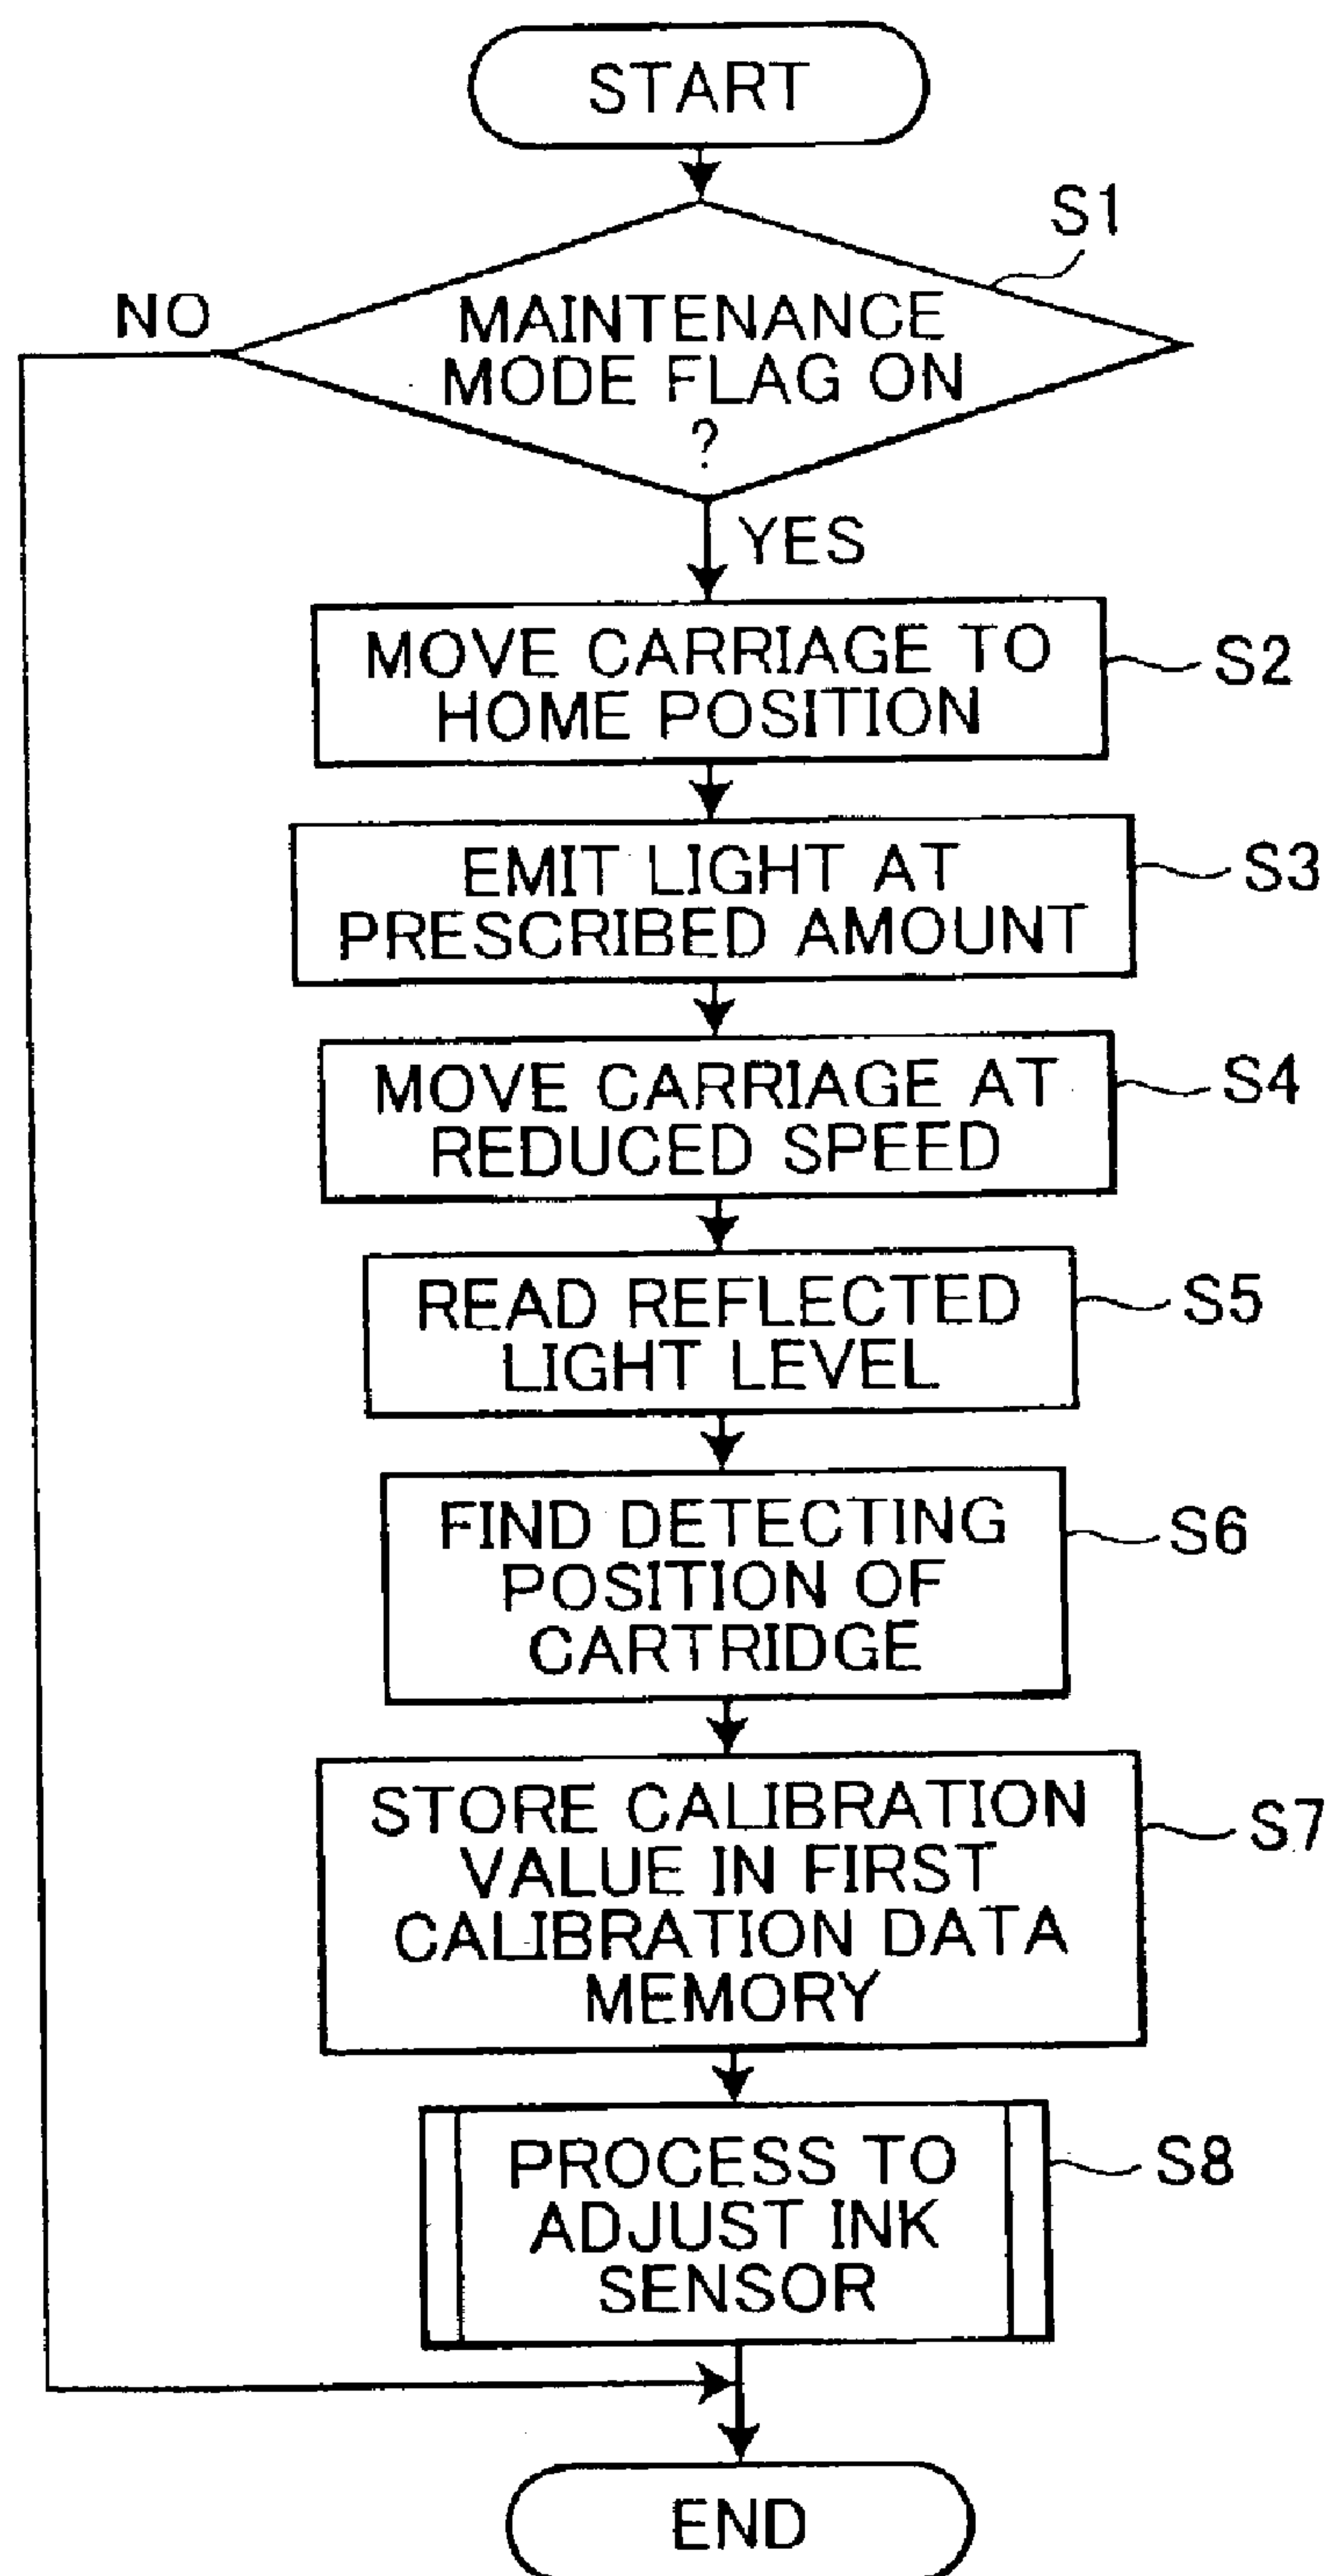 START
S1
NO
MAINTENANCE
MODE FLAG ON
?
YES
MOVE CARRIAGE TO
HOME POSITION
S2
EMIT LIGHT AT
PRESCRIBED AMOUNT
S3
MOVE CARRIAGE AT
REDUCED SPEED
S4
READ REFLECTED
LIGHT LEVEL
S5
FIND DETECTING
POSITION OF
CARTRIDGE
S6
STORE CALIBRATION
VALUE IN FIRST
CALIBRATION DATA
MEMORY
S7
PROCESS TO
ADJUST INK
SENSOR
S8
END